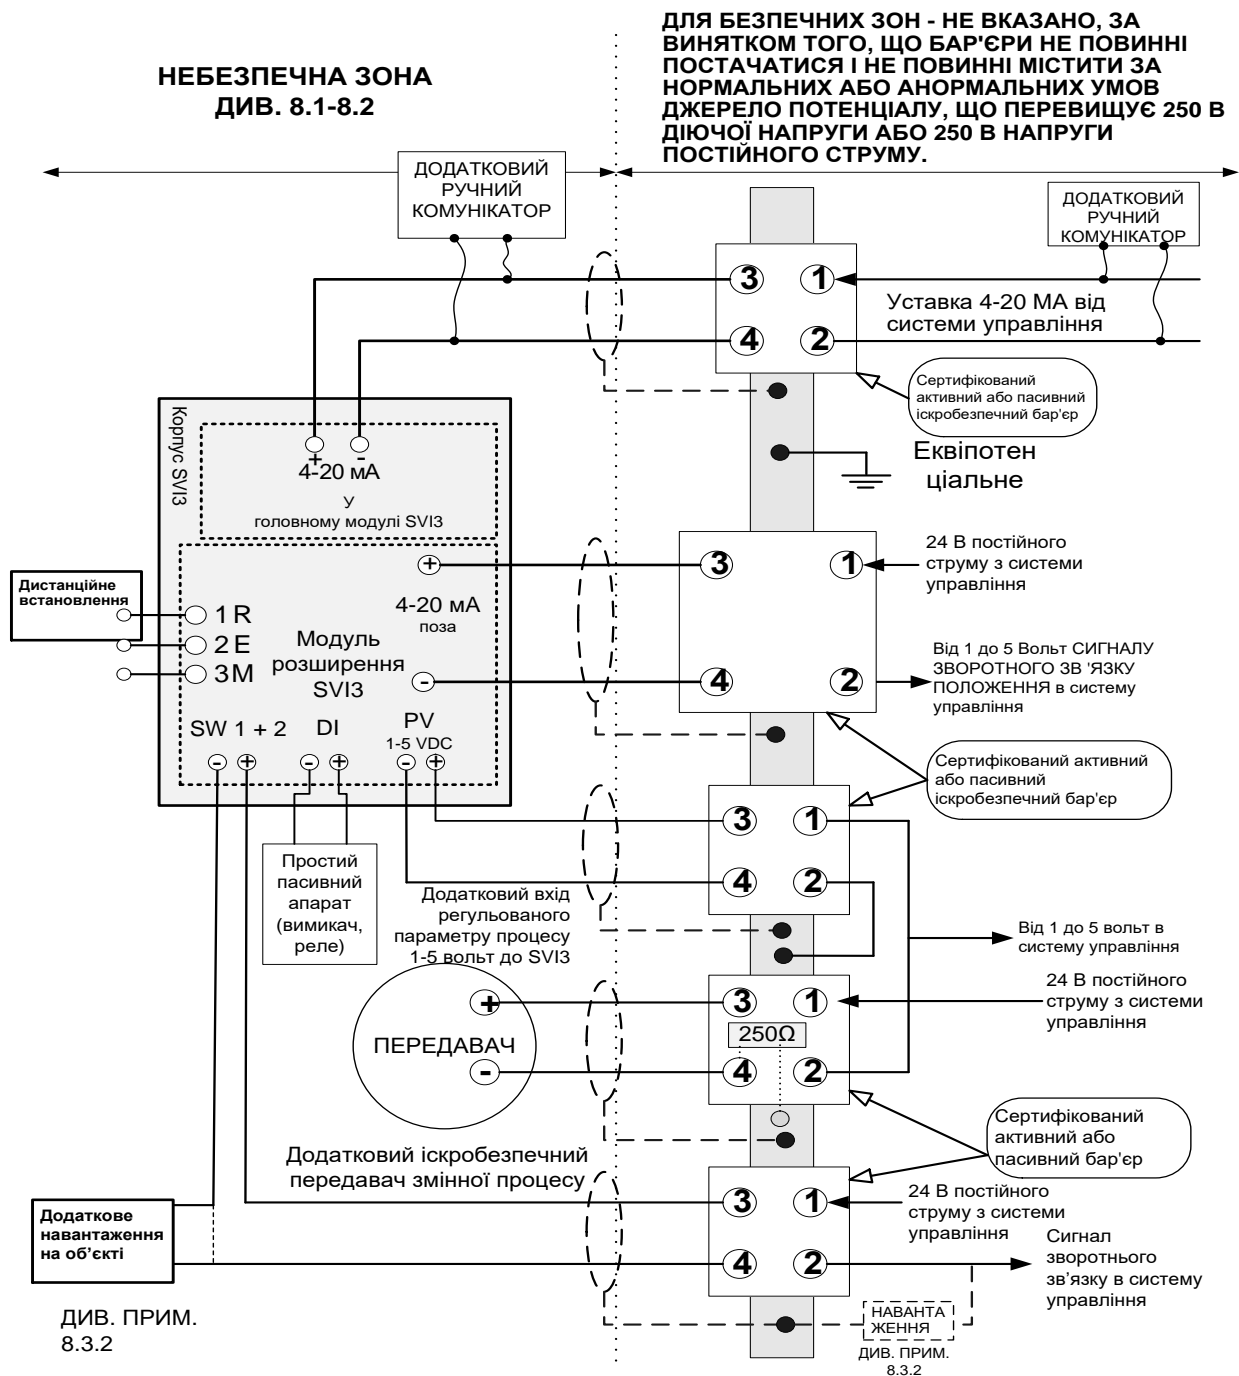 НЕБЕЗПЕЧНА ЗОНА
ДИВ. 8.1-8.2
ДЛЯ БЕЗПЕЧНИХ ЗОН - НЕ ВКАЗАНО, ЗА
ВИНЯТКОМ ТОГО, ЩО БАР'ЄРИ НЕ ПОВИННІ
ПОСТАЧАТИСЯ І НЕ ПОВИННІ МІСТИТИ ЗА
НОРМАЛЬНИХ АБО АНОРМАЛЬНИХ УМОВ
ДЖЕРЕЛО ПОТЕНЦІАЛУ, ЩО ПЕРЕВИЩУЄ 250 В
ДІЮЧОЇ НАПРУГИ АБО 250 В НАПРУГИ
ПОСТІЙНОГО СТРУМУ.
ДОДАТКОВИЙ
РУЧНИЙ
КОМУНІКАТОР
ДОДАТКОВИЙ
РУЧНИЙ
КОМУНІКАТОР
3 1
4 2
Уставка 4-20 МА від
системи управління
Сертифікований
активний або пасивний
іскробезпечний бар'єр
Еквіпотен
ціальне
Корпус SVI3
+ -
4-20 мА
У
головному модулі SVI3
Дистанційне
встановлення
1 R
2 E
3 M
Модуль
розширення
SVI3
+
4-20 мА
поза
-
SW 1 + 2
DI
PV
1-5 VDC
- + - + - +
3 1
4 2
24 В постійного
струму з системи
управління
Від 1 до 5 Вольт СИГНАЛУ
ЗВОРОТНОГО ЗВ 'ЯЗКУ
ПОЛОЖЕННЯ в систему
управління
Сертифікований активний
або пасивний
іскробезпечний бар'єр
3 1
4 2
Простий
пасивний
апарат
(вимикач,
реле)
Додатковий вхід
регульованого
параметру процесу
1-5 вольт до SVI3
Від 1 до 5 вольт в
систему управління
+
ПЕРЕДАВАЧ
-
3 1
250Ω
4 2
24 В постійного
струму з системи
управління
Сертифікований
активний або
пасивний бар'єр
Додатковий іскробезпечний
передавач змінної процесу
3 1
4 2
24 В постійного
струму з системи
управління
Додаткове
навантаження
на об’єкті
Сигнал
зворотнього
зв’язку в систему
управління
ДИВ. ПРИМ.
8.3.2
НАВАНТА
ЖЕННЯ
ДИВ. ПРИМ.
8.3.2